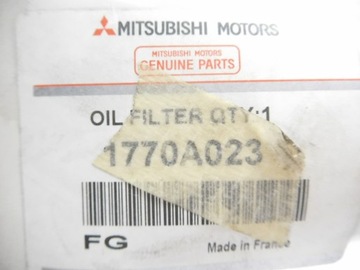 MITSUBISHI MOTORS
MITSUBISHI MOTORS
GENUINE PARTS
OIL FILTER QTY:1
1770A023
FG
Made in France